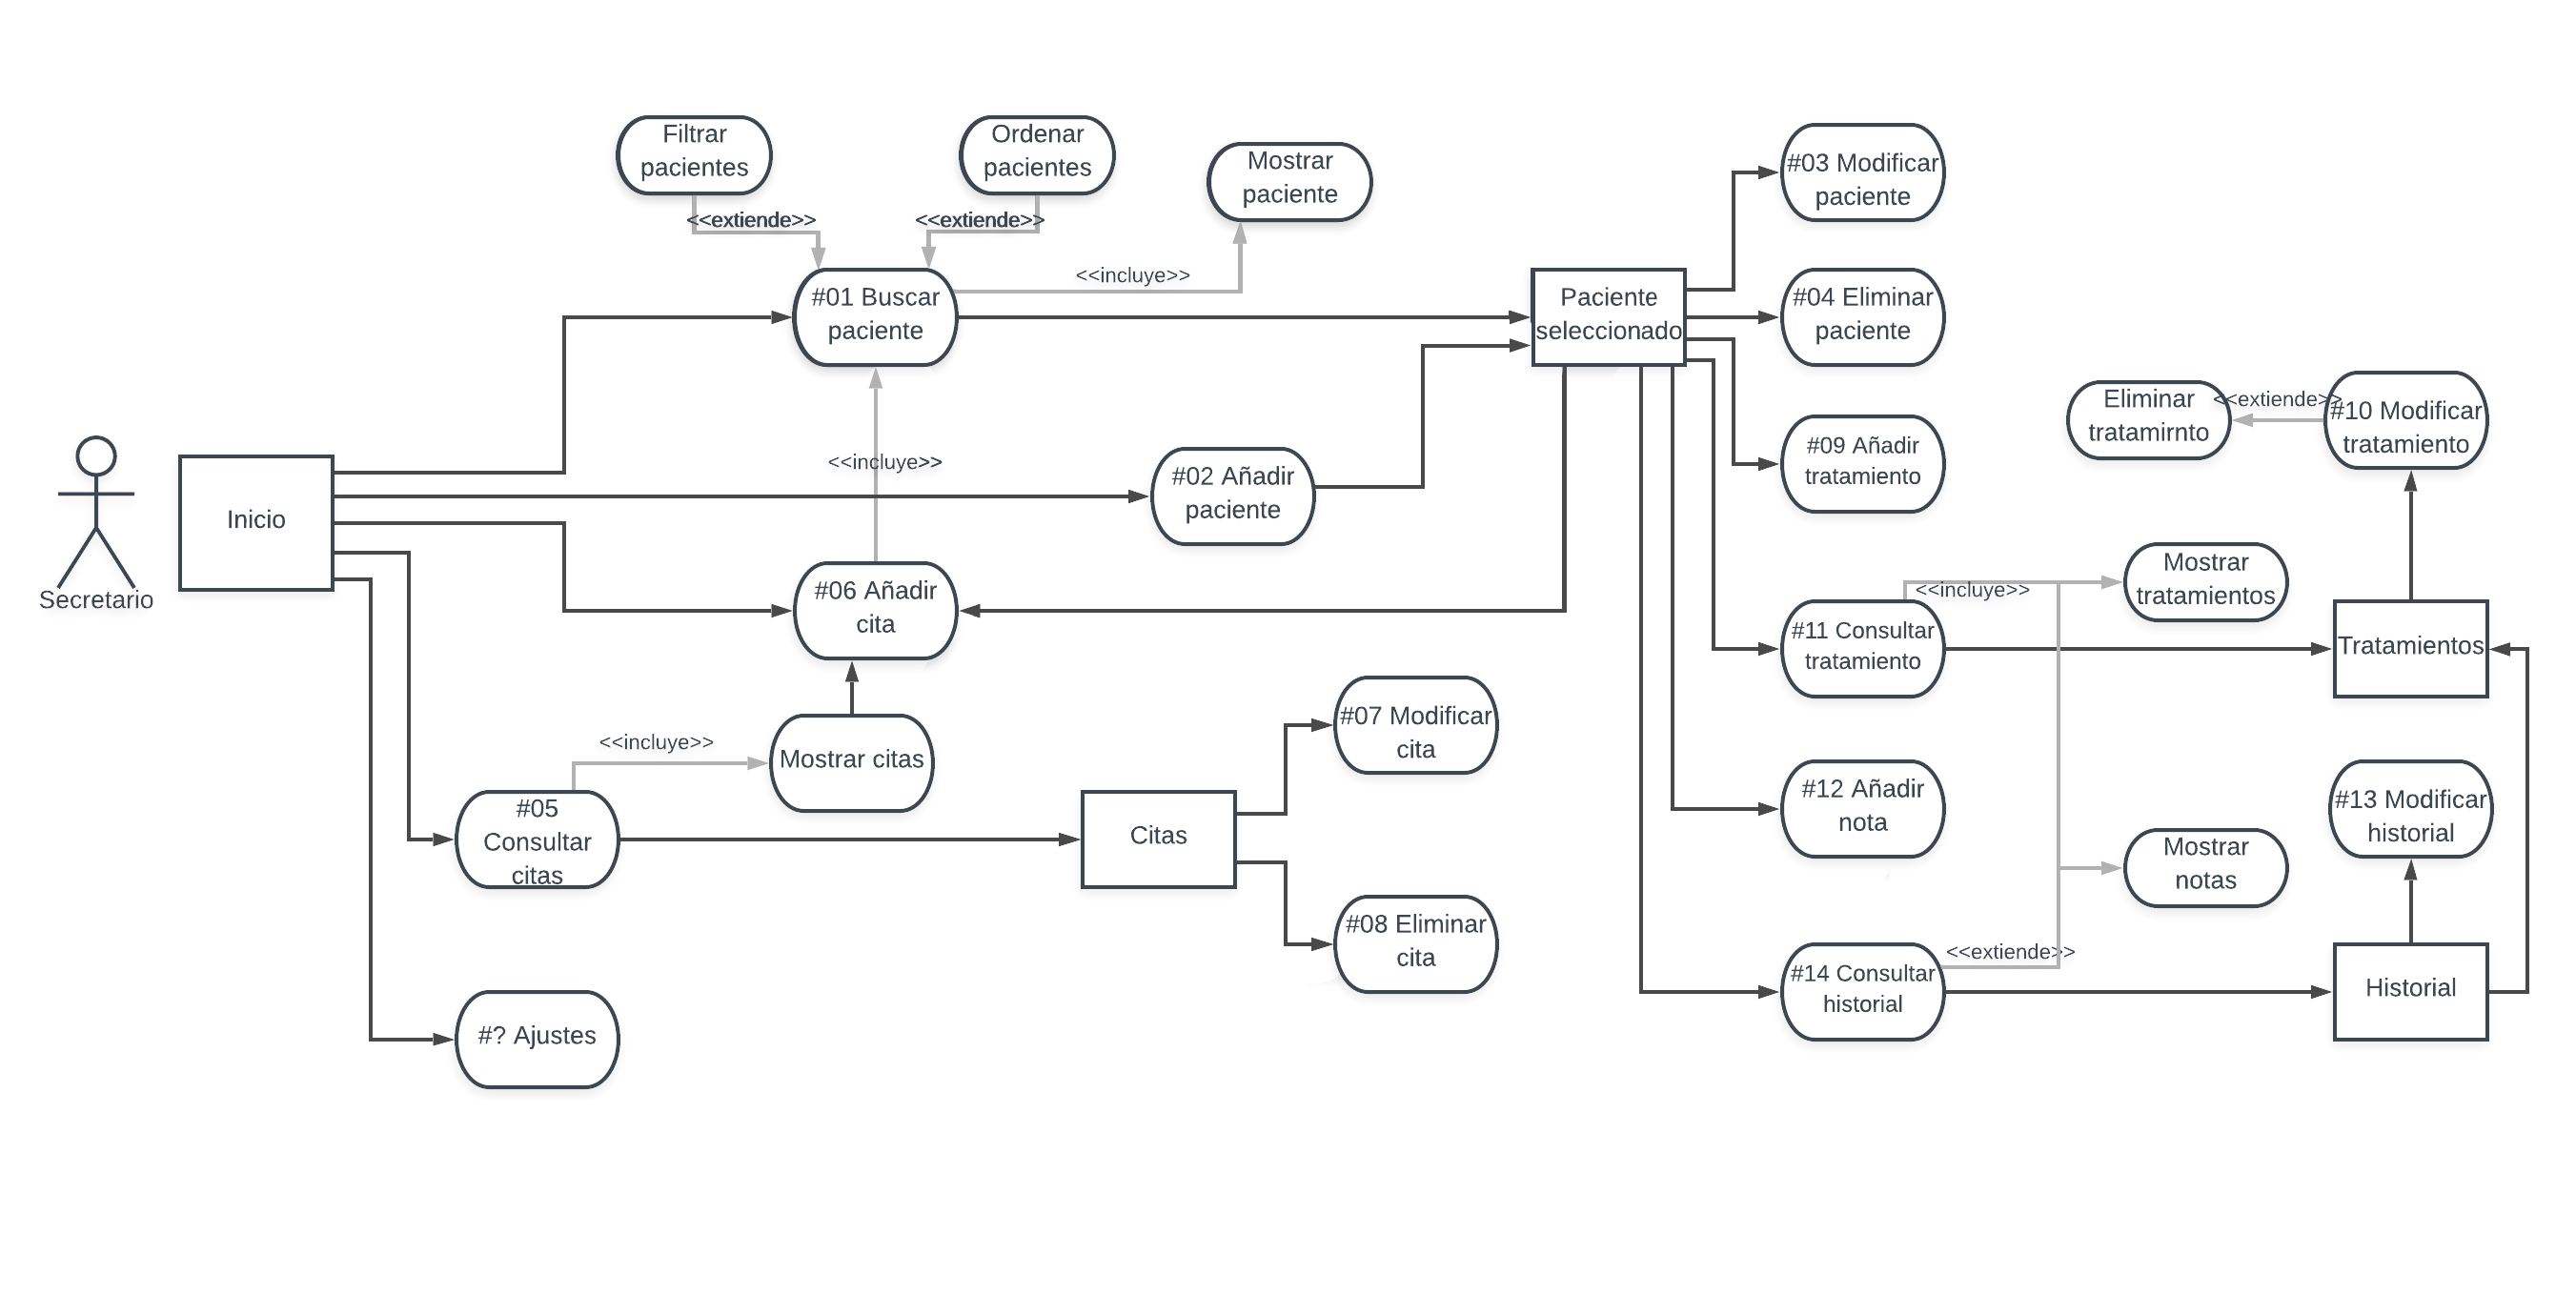 Filtrar
pacientes
Ordenar
pacientes
Mostrar
paciente
#03 Modificar
paciente
<<extiende>>
<<extiende>>
<<incluye>>
#01 Buscar
paciente
Paciente
seleccionado
#04 Eliminar
paciente
Eliminar
tratamirnto
<<extiende>>
#10 Modificar
tratamiento
#09 Añadir
tratamiento
<<incluye>>
#02 Añadir
paciente
Inicio
Secretario
#06 Añadir
cita
<<incluye>>
Mostrar
tratamientos
#11 Consultar
tratamiento
Tratamientos
#07 Modificar
cita
<<incluye>>
Mostrar citas
#05
Consultar
citas
Citas
#12 Añadir
nota
#13 Modificar
historial
Mostrar
notas
#08 Eliminar
cita
<<extiende>>
#14 Consultar
historial
Historial
#? Ajustes